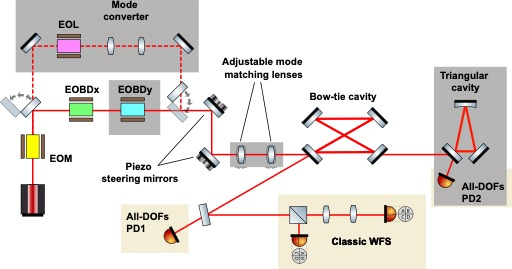 Mode
converter
EOL
EOBDx
EOBDy
EOM
Adjustable mode
matching lenses
Bow-tie cavity
Triangular
cavity
Piezo
steering mirrors
All-DOFs
PD2
All-DOFs
PD1
Classic WFS